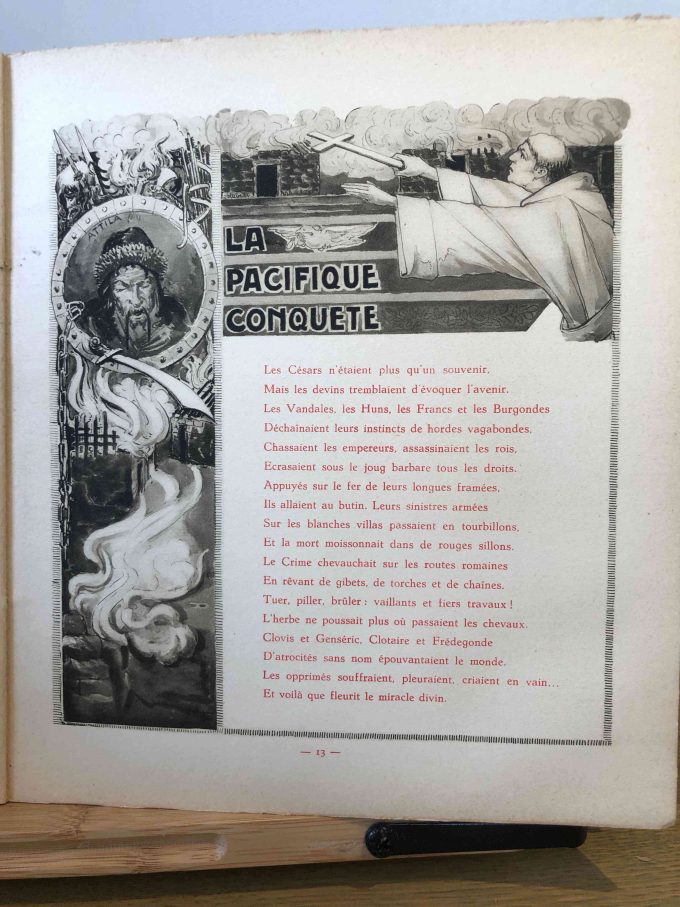 ATTILA
LA
PACIFIQUE
CONQUETE
Les Césars n'étaient plus qu'un souvenir.
Mais les devins tremblaient d'évoquer l'avenir.
Les Vandales, les Huns, les Francs et les Burgondes
Déchaînaient leurs instincts de hordes vagabondes,
Chassaient les empereurs, assassinaient les rois,
Ecrasaient sous le joug barbare tous les droits.
Appuyés sur le fer de leurs longues framées,
Ils allaient au butin. Leurs sinistres armées
Sur les blanches villas passaient en tourbillons,
Et la mort moissonnait dans de rouges sillons.
Le Crime chevauchait sur les routes romaines
En rêvant de gibets, de torches et de chaînes.
Tuer, piller, brûler : vaillants et fiers travaux !
L'herbe ne poussait plus où passaient les chevaux.
Clovis et Genséric, Clotaire et Frédegonde
D'atrocités sans nom épouvantaient le monde.
Les opprimés souffraient, pleuraient, criaient en vain...
Et voilà que fleurit le miracle divin.
— 13 —